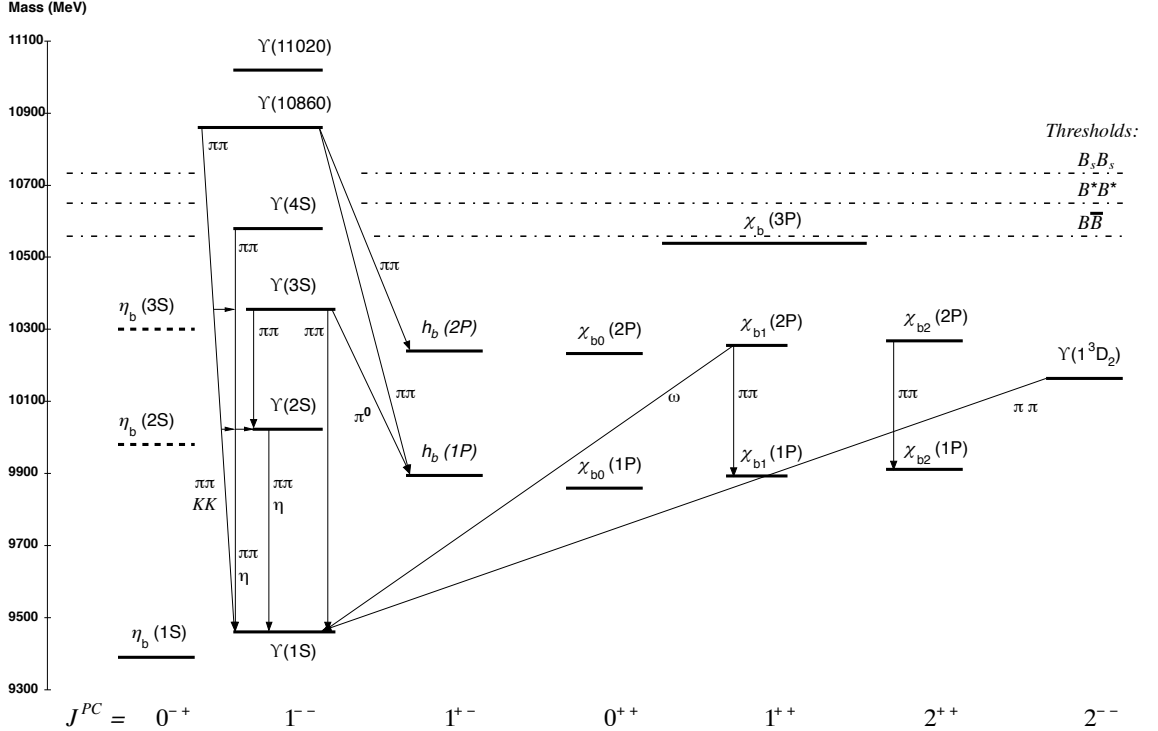 Mass (MeV)
11100
10900
10700
10500
10300
10100
9900
9700
9500
9300
ϒ(11020)
ϒ(10860)
ππ
Thresholds:
BsBs
B*B*
BB̅
ϒ(4S)
ππ
χb (3P)
ηb (3S)
ϒ(3S)
ππ
ππ
ππ
hb (2P)
χb0 (2P)
χb1 (2P)
χb2 (2P)
ϒ(1³D2)
ηb (2S)
ϒ(2S)
π⁰
ππ
ω
ππ
ππ
π π
hb (1P)
χb0 (1P)
χb1 (1P)
χb2 (1P)
ππ
KK
ππ
η
ππ
η
ηb (1S)
ϒ(1S)
J^PC = 0⁻⁺ 1⁻⁻ 1⁺⁻ 0⁺⁺ 1⁺⁺ 2⁺⁺ 2⁻⁻